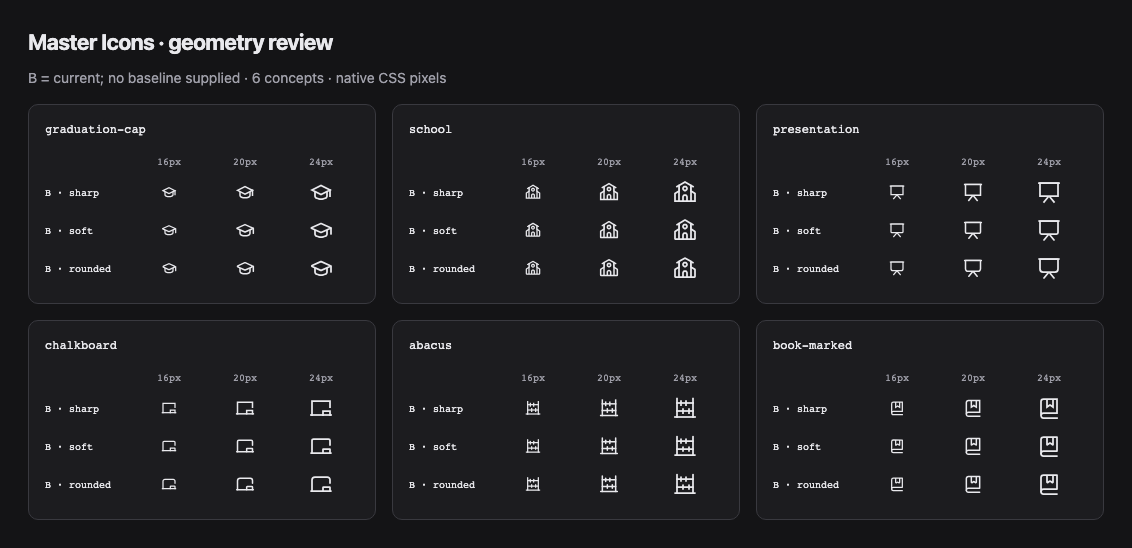 Master Icons · geometry review
B = current; no baseline supplied · 6 concepts · native CSS pixels
graduation-cap
16px 20px 24px
B · sharp
B · soft
B · rounded
school
16px 20px 24px
B · sharp
B · soft
B · rounded
presentation
16px 20px 24px
B · sharp
B · soft
B · rounded
chalkboard
16px 20px 24px
B · sharp
B · soft
B · rounded
abacus
16px 20px 24px
B · sharp
B · soft
B · rounded
book-marked
16px 20px 24px
B · sharp
B · soft
B · rounded